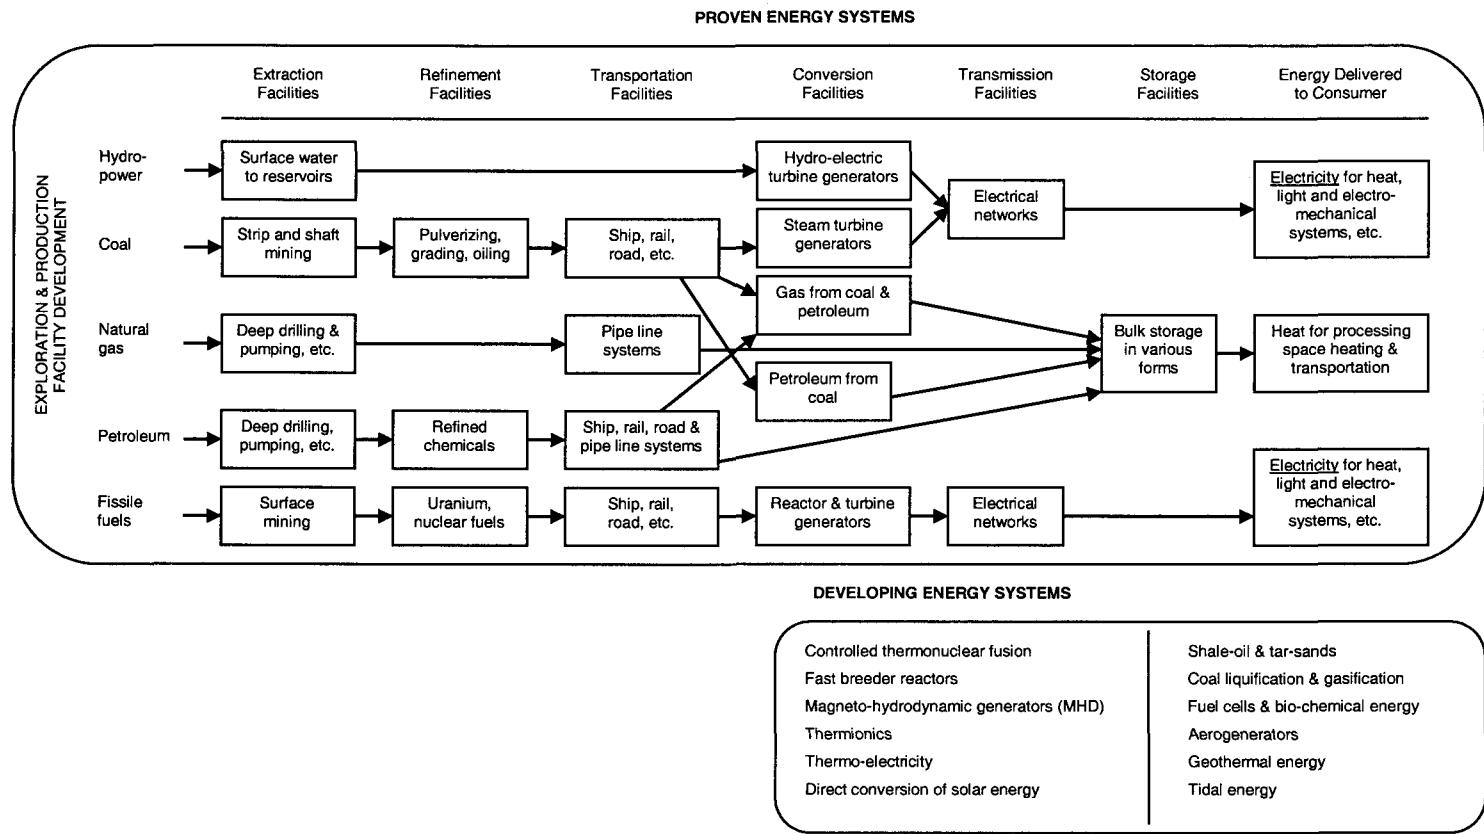 PROVEN ENERGY SYSTEMS
Extraction
Facilities
Refinement
Facilities
Transportation
Facilities
Conversion
Facilities
Transmission
Facilities
Storage
Facilities
Energy Delivered
to Consumer
EXPLORATION & PRODUCTION
FACILITY DEVELOPMENT
Hydro-
power
Surface water
to reservoirs
Hydro-electric
turbine generators
Electrical
networks
Electricity for heat,
light and electro-
mechanical
systems, etc.
Coal
Strip and shaft
mining
Pulverizing,
grading, oiling
Ship, rail,
road, etc.
Steam turbine
generators
Gas from coal &
petroleum
Natural
gas
Deep drilling &
pumping, etc.
Pipe line
systems
Bulk storage
in various
forms
Heat for processing
space heating &
transportation
Petroleum from
coal
Petroleum
Deep drilling,
pumping, etc.
Refined
chemicals
Ship, rail, road &
pipe line systems
Fissile
fuels
Surface
mining
Uranium,
nuclear fuels
Ship, rail,
road, etc.
Reactor & turbine
generators
Electrical
networks
Electricity for heat,
light and electro-
mechanical
systems, etc.
DEVELOPING ENERGY SYSTEMS
Controlled thermonuclear fusion
Fast breeder reactors
Magneto-hydrodynamic generators (MHD)
Thermionics
Thermo-electricity
Direct conversion of solar energy
Shale-oil & tar-sands
Coal liquification & gasification
Fuel cells & bio-chemical energy
Aerogenerators
Geothermal energy
Tidal energy